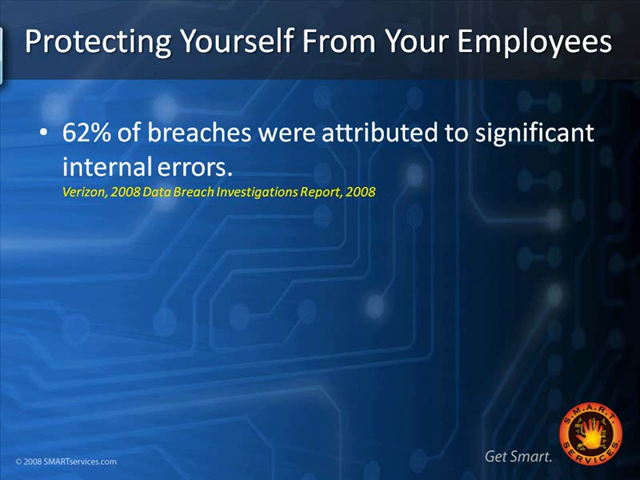 Protecting Yourself From Your Employees
• 62% of breaches were attributed to significant
internal errors.
Verizon, 2008 Data Breach Investigations Report, 2008
Get Smart.
S.M.A.R.T.
SERVICES
© 2008 SMARTservices.com